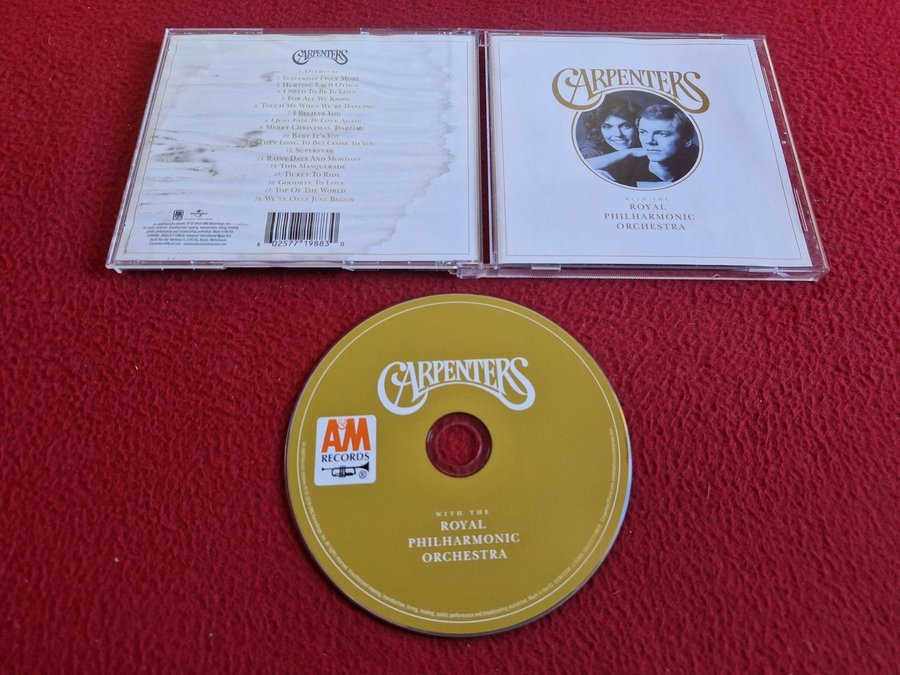 CARPENTERS
1. OVERTURE
2. YESTERDAY ONCE MORE
3. HURTING EACH OTHER
4. I NEED TO BE IN LOVE
5. FOR ALL WE KNOW
6. TOUCH ME WHEN WE'RE DANCING
7. I BELIEVE YOU
8. I JUST FALL IN LOVE AGAIN
9. MERRY CHRISTMAS, DARLING
10. BABY IT'S YOU
11. (THEY LONG TO BE) CLOSE TO YOU
12. SUPERSTAR
13. RAINY DAYS AND MONDAYS
14. THIS MASQUERADE
15. TICKET TO RIDE
16. GOODBYE TO LOVE
17. TOP OF THE WORLD
18. WE'VE ONLY JUST BEGUN
6 02577 19883 0
CARPENTERS
WITH THE
ROYAL
PHILHARMONIC
ORCHESTRA
CARPENTERS
A&M
RECORDS
WITH THE
ROYAL
PHILHARMONIC
ORCHESTRA